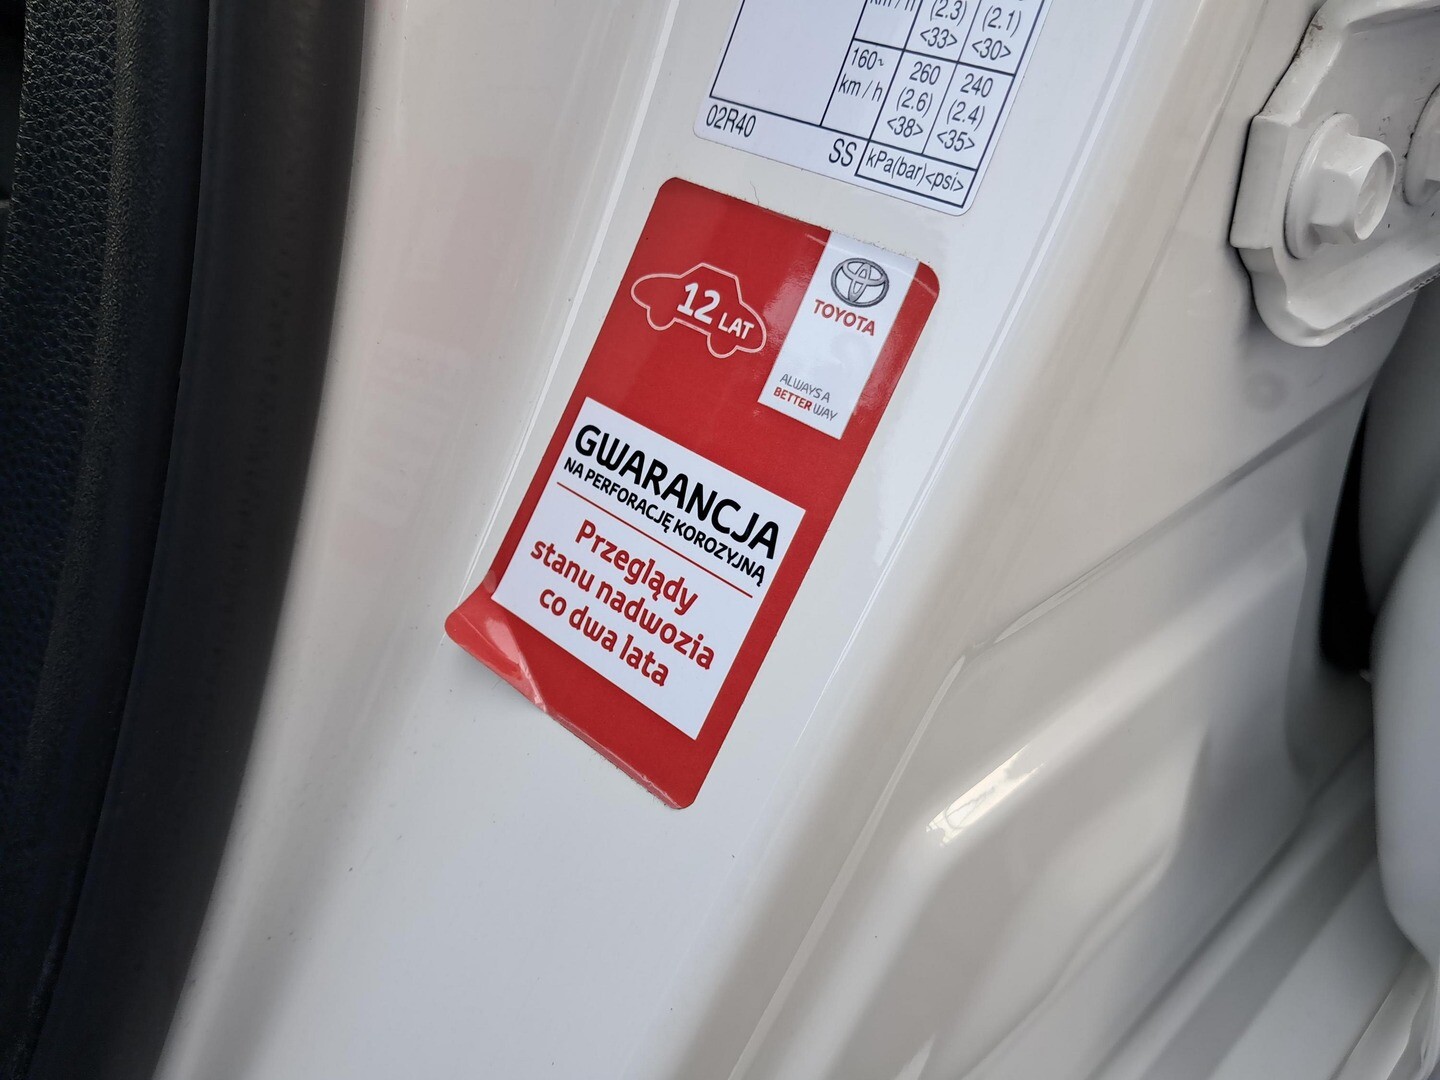 km/h
(2.3)
(2.1)
<33>
<30>
160~
km/h
260
(2.6)
<38>
240
(2.4)
<35>
02R40
SS
kPa(bar)<psi>
12 LAT
TOYOTA
ALWAYS A
BETTER WAY
GWARANCJA
NA PERFORACJĘ KOROZYJNĄ
Przeglądy
stanu nadwozia
co dwa lata